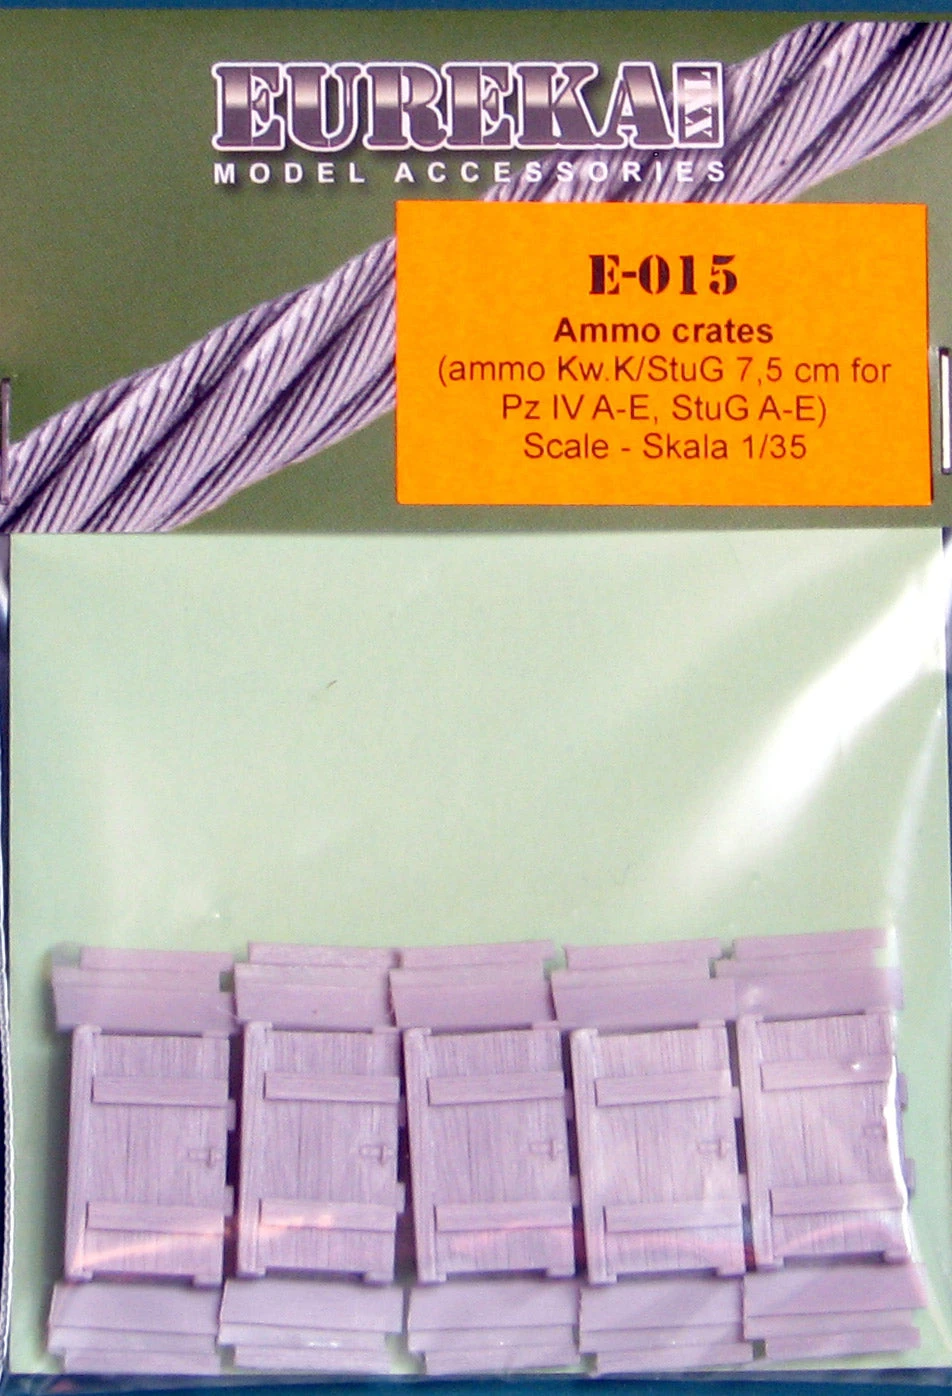 EUREKA XXL
MODEL ACCESSORIES
E-015
Ammo crates
(ammo Kw.K/StuG 7,5 cm for
Pz IV A-E, StuG A-E)
Scale - Skala 1/35